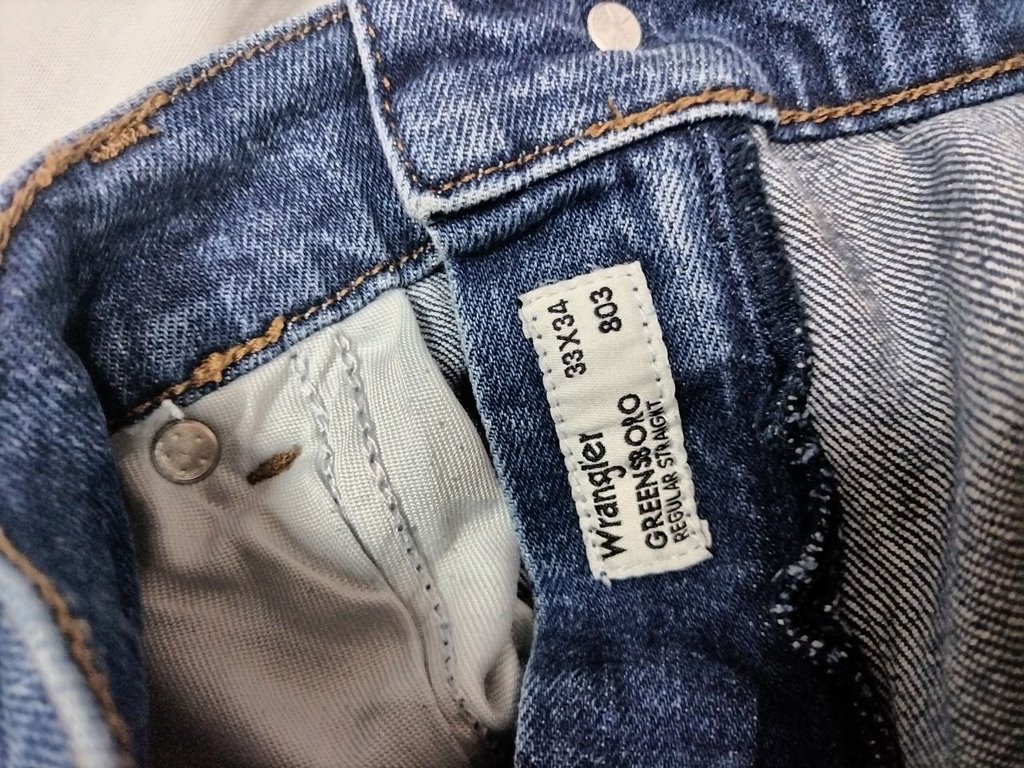 Wrangler 33X34
GREENSBORO 803
REGULAR STRAIGHT